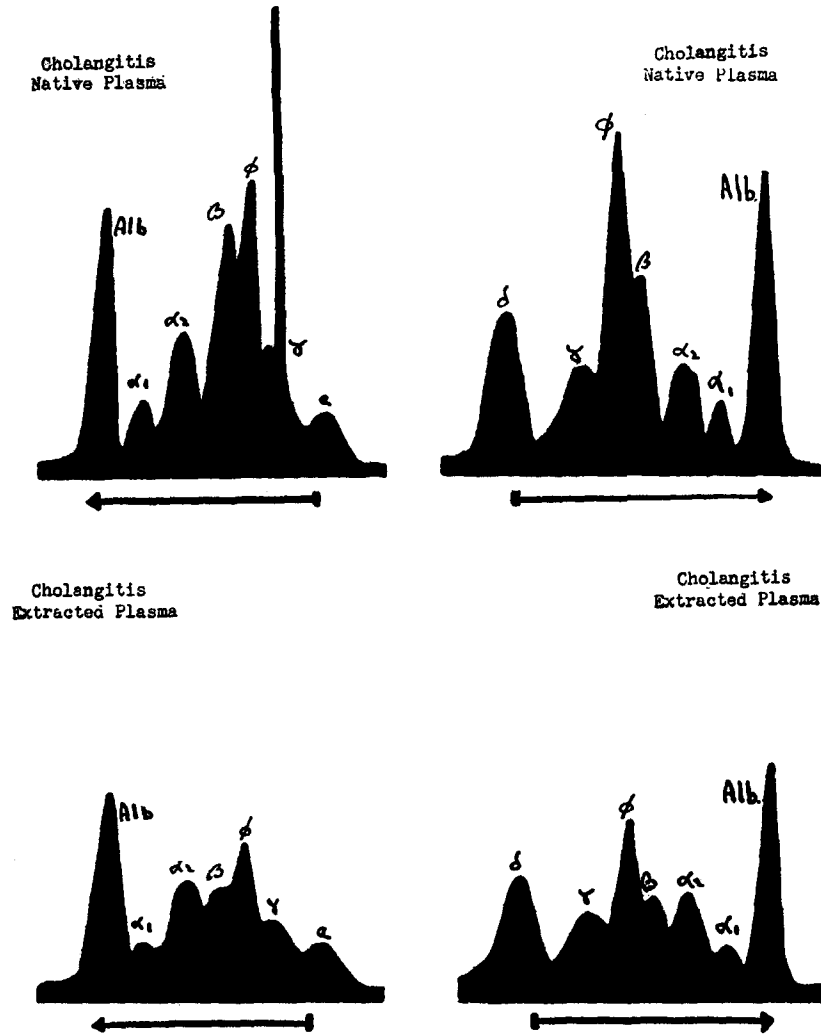 Cholangitis
Native Plasma
Alb
α₁
α₂
β
ϕ
γ
ε
Cholangitis
Native Plasma
δ
γ
ϕ
β
α₂
α₁
Alb.
Cholangitis
Extracted Plasma
Alb
α₁
α₂
β
ϕ
γ
ε
Cholangitis
Extracted Plasma
δ
γ
ϕ
β
α₂
α₁
Alb.